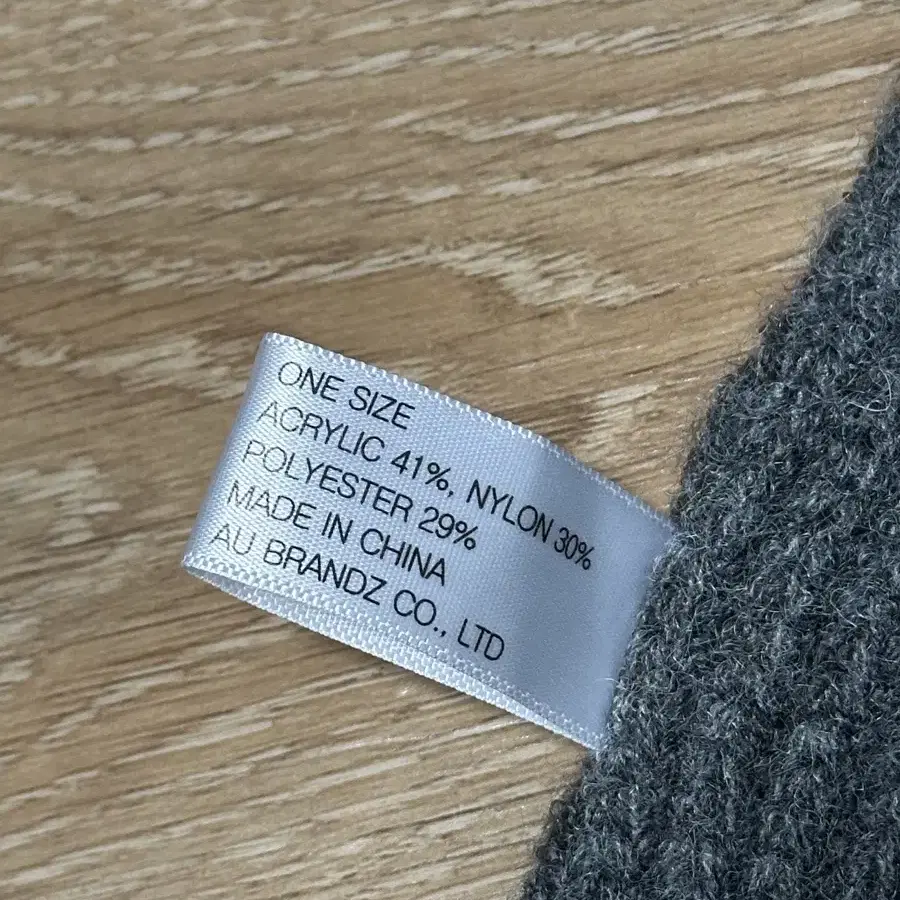 ONE SIZE
ACRYLIC 41%, NYLON 30%
POLYESTER 29%
MADE IN CHINA
AU BRANDZ CO., LTD